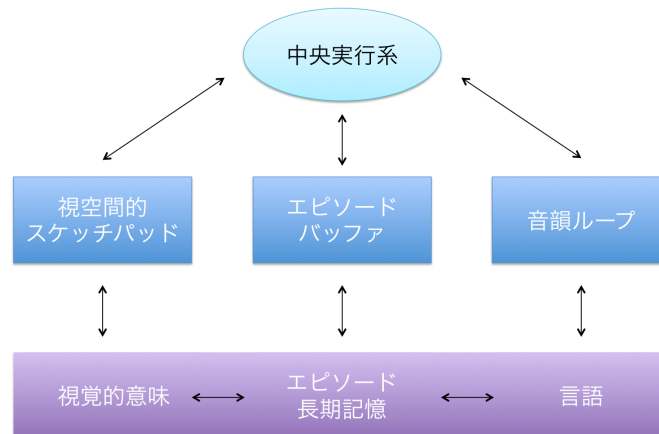 中央実行系
視空間的
スケッチパッド
エピソード
バッファ
音韻ループ
視覚的意味
エピソード
長期記憶
言語